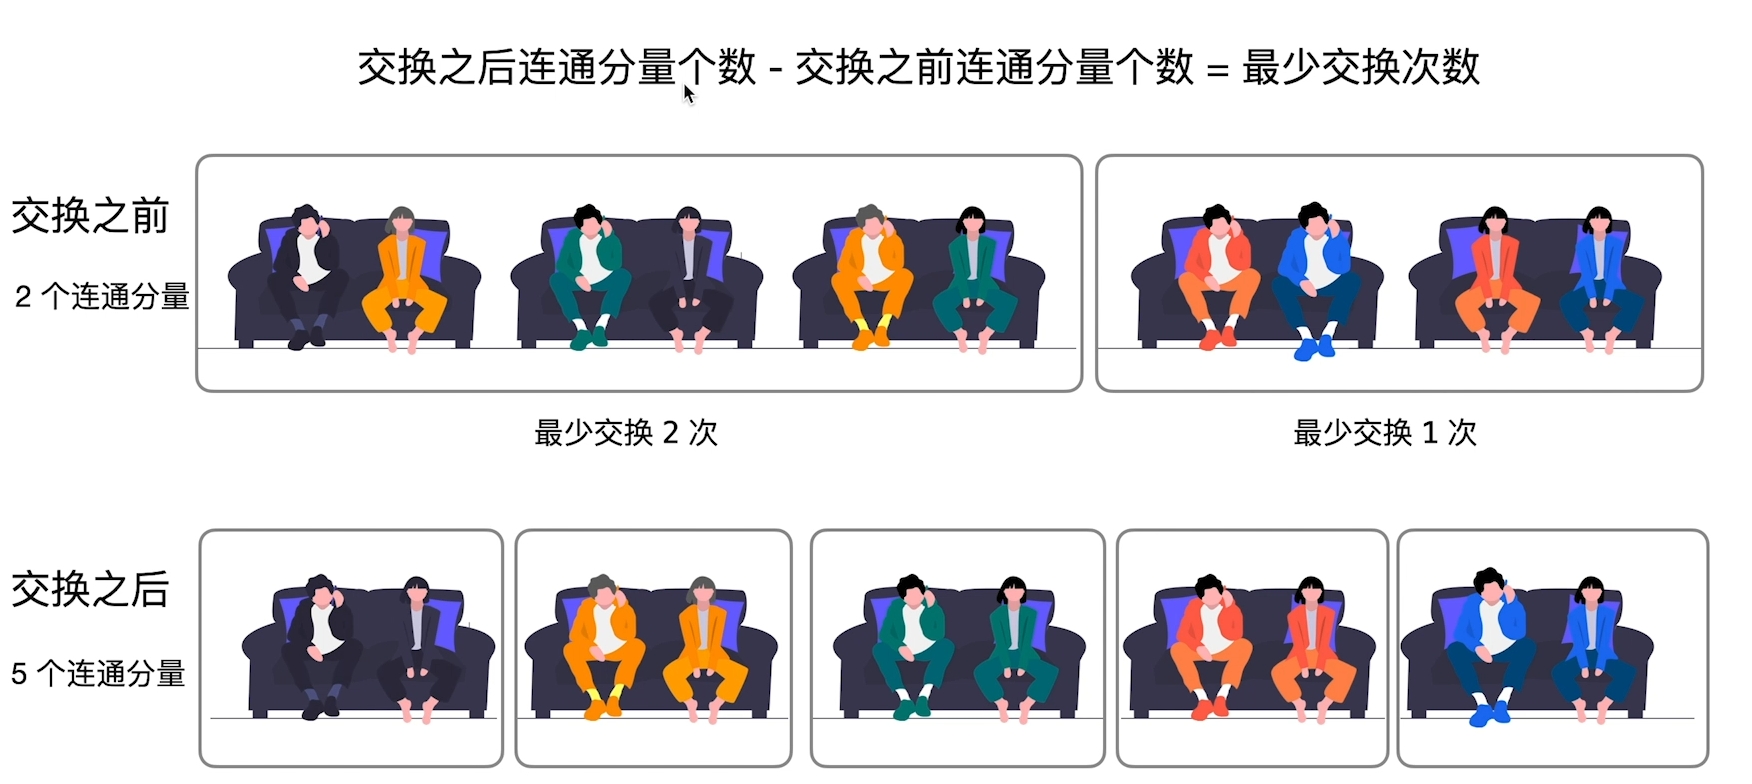 交换之后连通分量个数 - 交换之前连通分量个数 = 最少交换次数
交换之前
2 个连通分量
最少交换 2 次
最少交换 1 次
交换之后
5 个连通分量